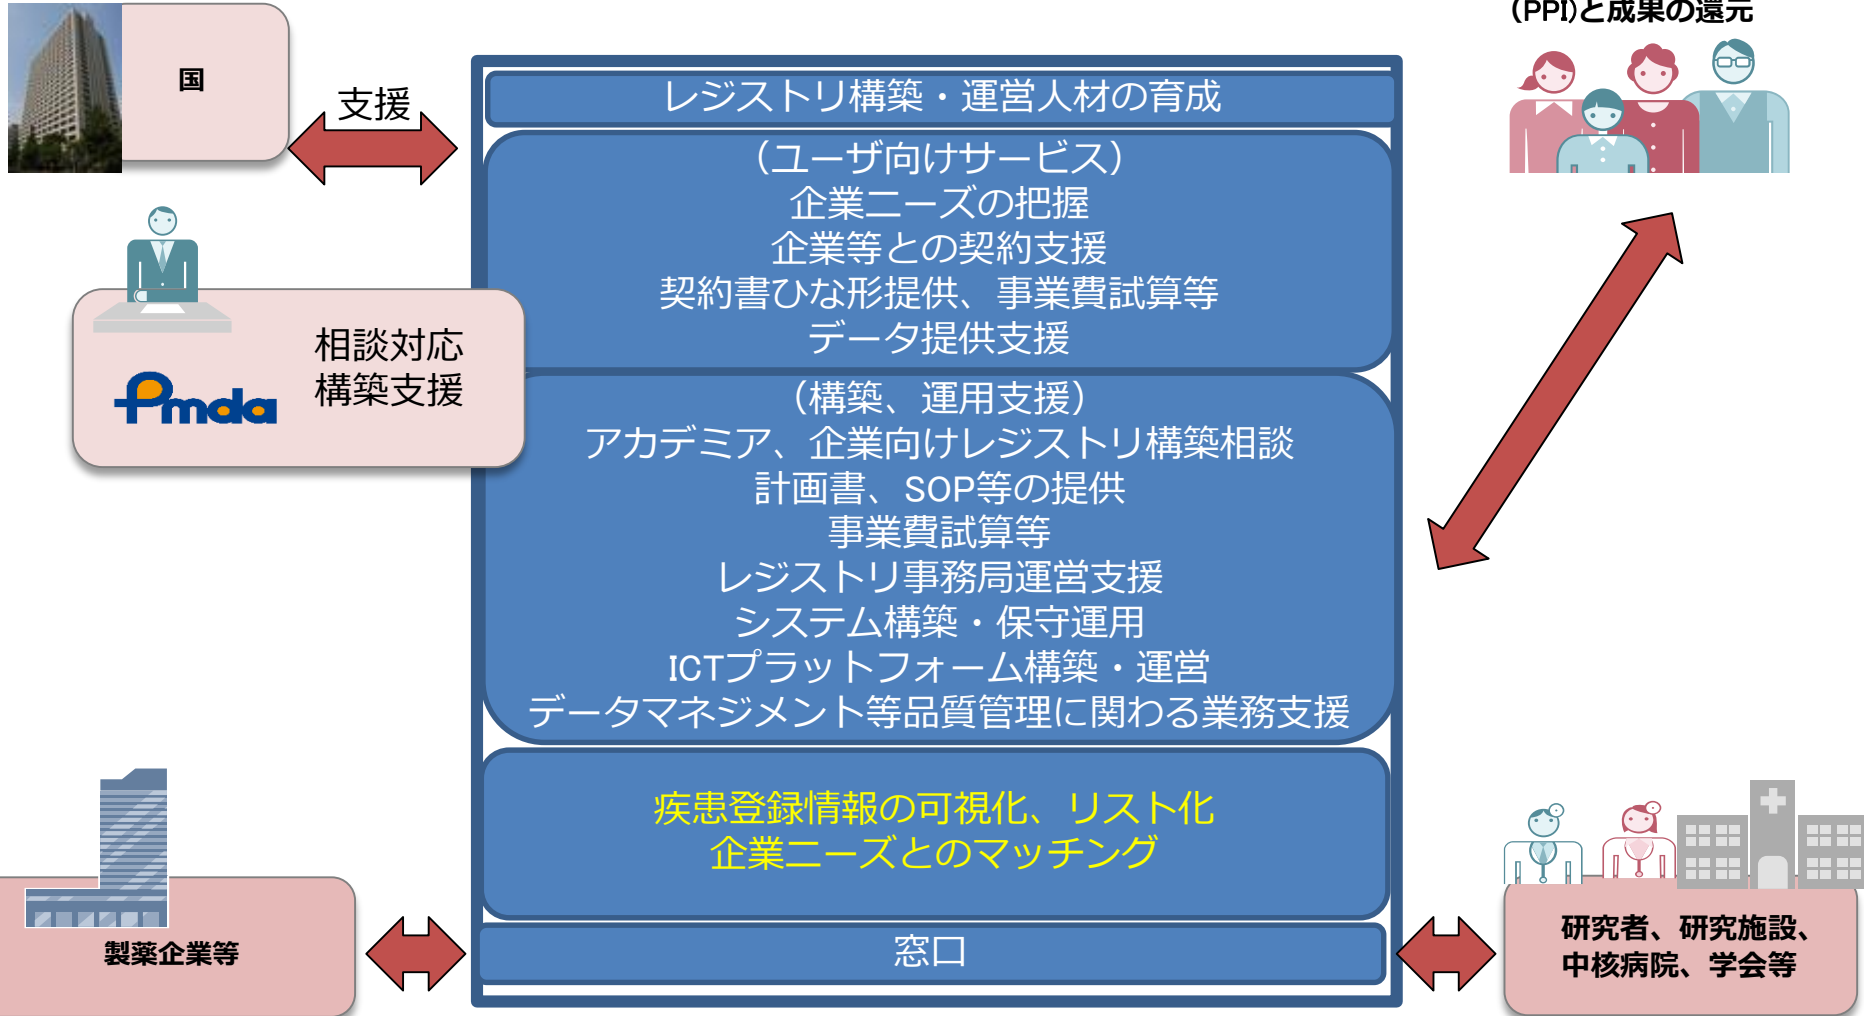 (PPI)と成果の還元
国
支援
レジストリ構築・運営人材の育成
（ユーザ向けサービス）
企業ニーズの把握
企業等との契約支援
契約書ひな形提供、事業費試算等
データ提供支援
相談対応
構築支援
Pmda
（構築、運用支援）
アカデミア、企業向けレジストリ構築相談
計画書、SOP等の提供
事業費試算等
レジストリ事務局運営支援
システム構築・保守運用
ICTプラットフォーム構築・運営
データマネジメント等品質管理に関わる業務支援
疾患登録情報の可視化、リスト化
企業ニーズとのマッチング
窓口
製薬企業等
研究者、研究施設、
中核病院、学会等